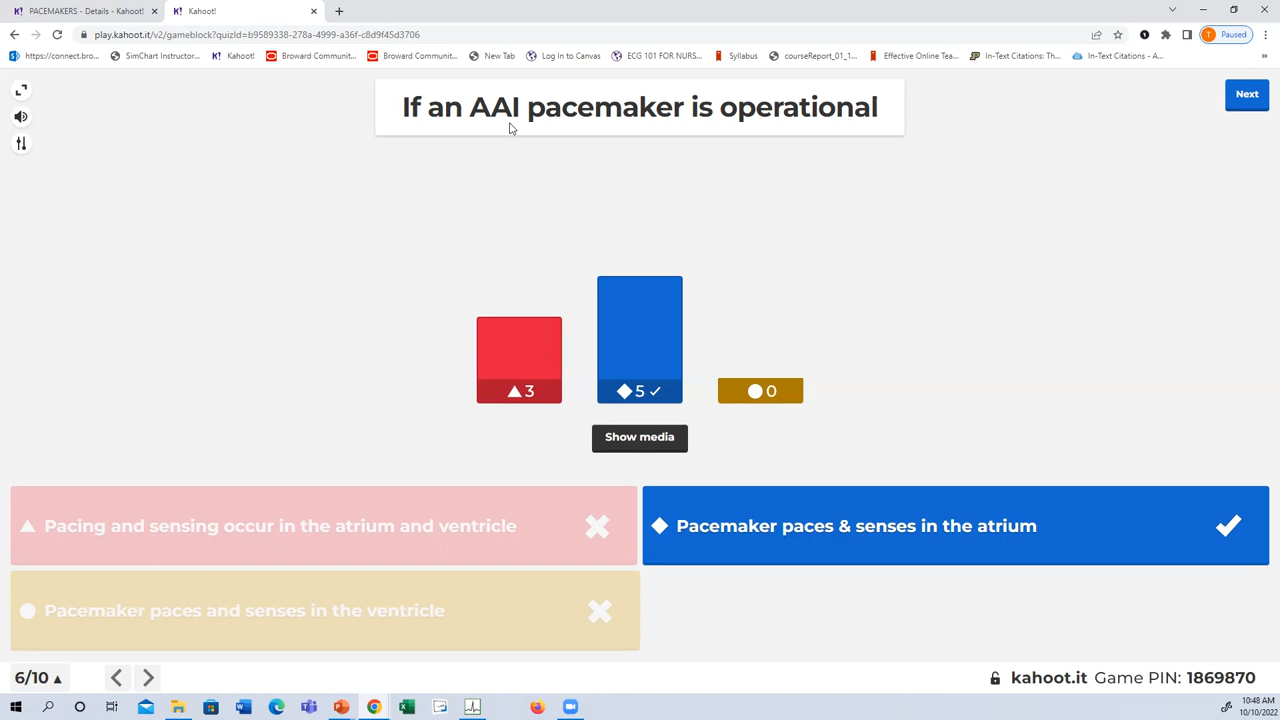 PACEMAKERS - Details - Kahoot!
Kahoot!
play.kahoot.it/v2/gameblock?quizId=b9589338-278a-4999-a36f-c8d9f45d3706
Paused
https://connect.bro...
SimChart Instructor...
Kahoot!
Broward Communit...
Broward Communit...
New Tab
Log In to Canvas
ECG 101 FOR NURS...
Syllabus
courseReport_01_1...
Effective Online Tea...
In-Text Citations: Th...
In-Text Citations - A...
If an AAI pacemaker is operational
Next
3
5
0
Show media
Pacing and sensing occur in the atrium and ventricle
Pacemaker paces & senses in the atrium
Pacemaker paces and senses in the ventricle
6/10
kahoot.it Game PIN: 1869870
10:48 AM
10/10/2022